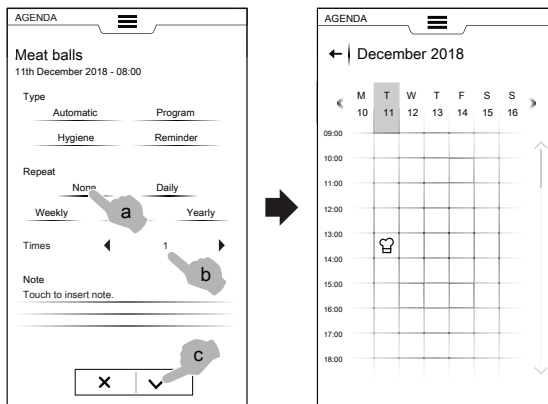 AGENDA
Meat balls
11th December 2018 - 08:00
Type
Automatic Program
Hygiene Reminder
Repeat
None Daily
a
Weekly Yearly
Times 1
b
Note
Touch to insert note.
c
AGENDA
December 2018
M T W T F S S
10 11 12 13 14 15 16
09:00
10:00
11:00
12:00
13:00
14:00
15:00
16:00
17:00
18:00